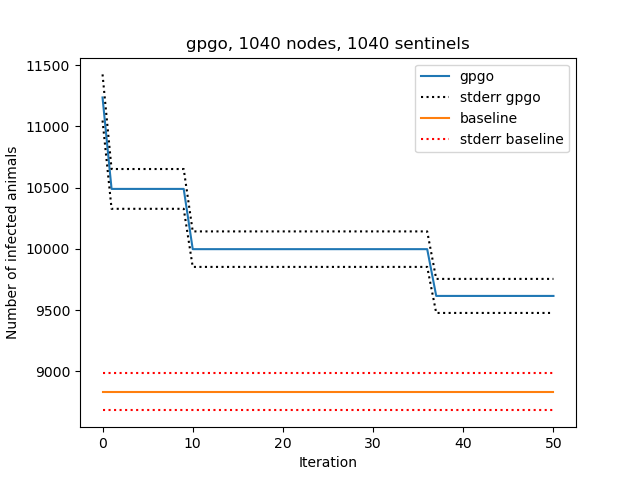 gpgo, 1040 nodes, 1040 sentinels
gpgo
stderr gpgo
baseline
stderr baseline
Number of infected animals
11500
11000
10500
10000
9500
9000
0 10 20 30 40 50
Iteration